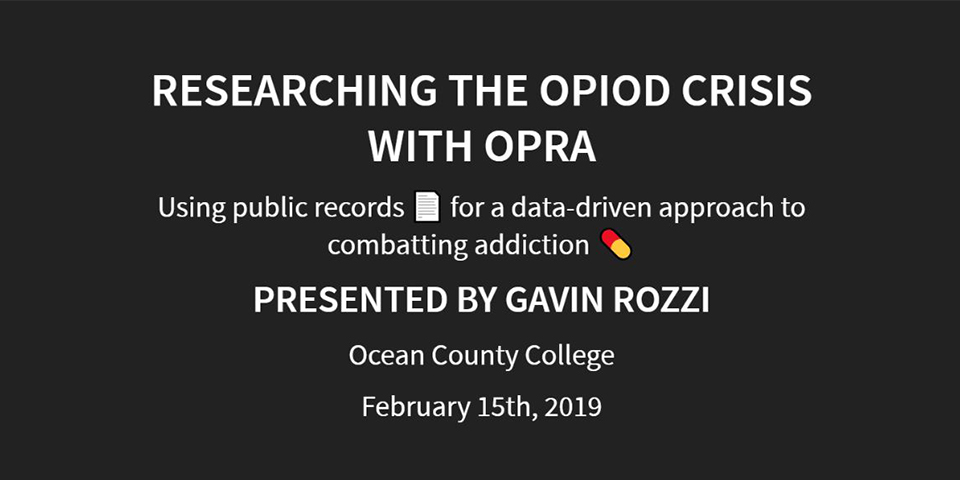 RESEARCHING THE OPIOD CRISIS
WITH OPRA
Using public records 📄 for a data-driven approach to
combatting addiction 💊
PRESENTED BY GAVIN ROZZI
Ocean County College
February 15th, 2019